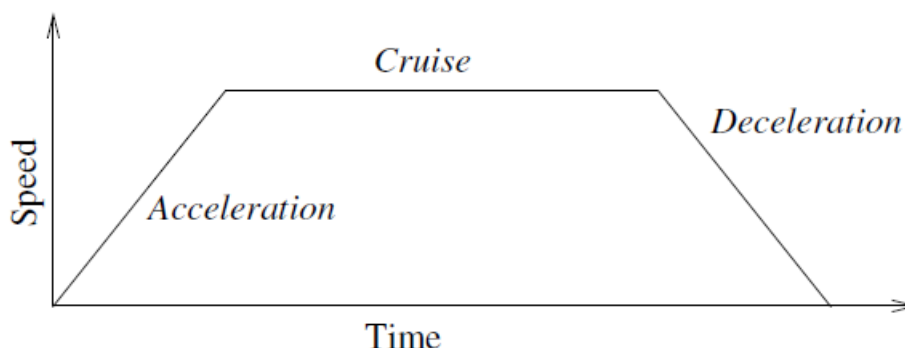 Cruise
Deceleration
Acceleration
Speed
Time